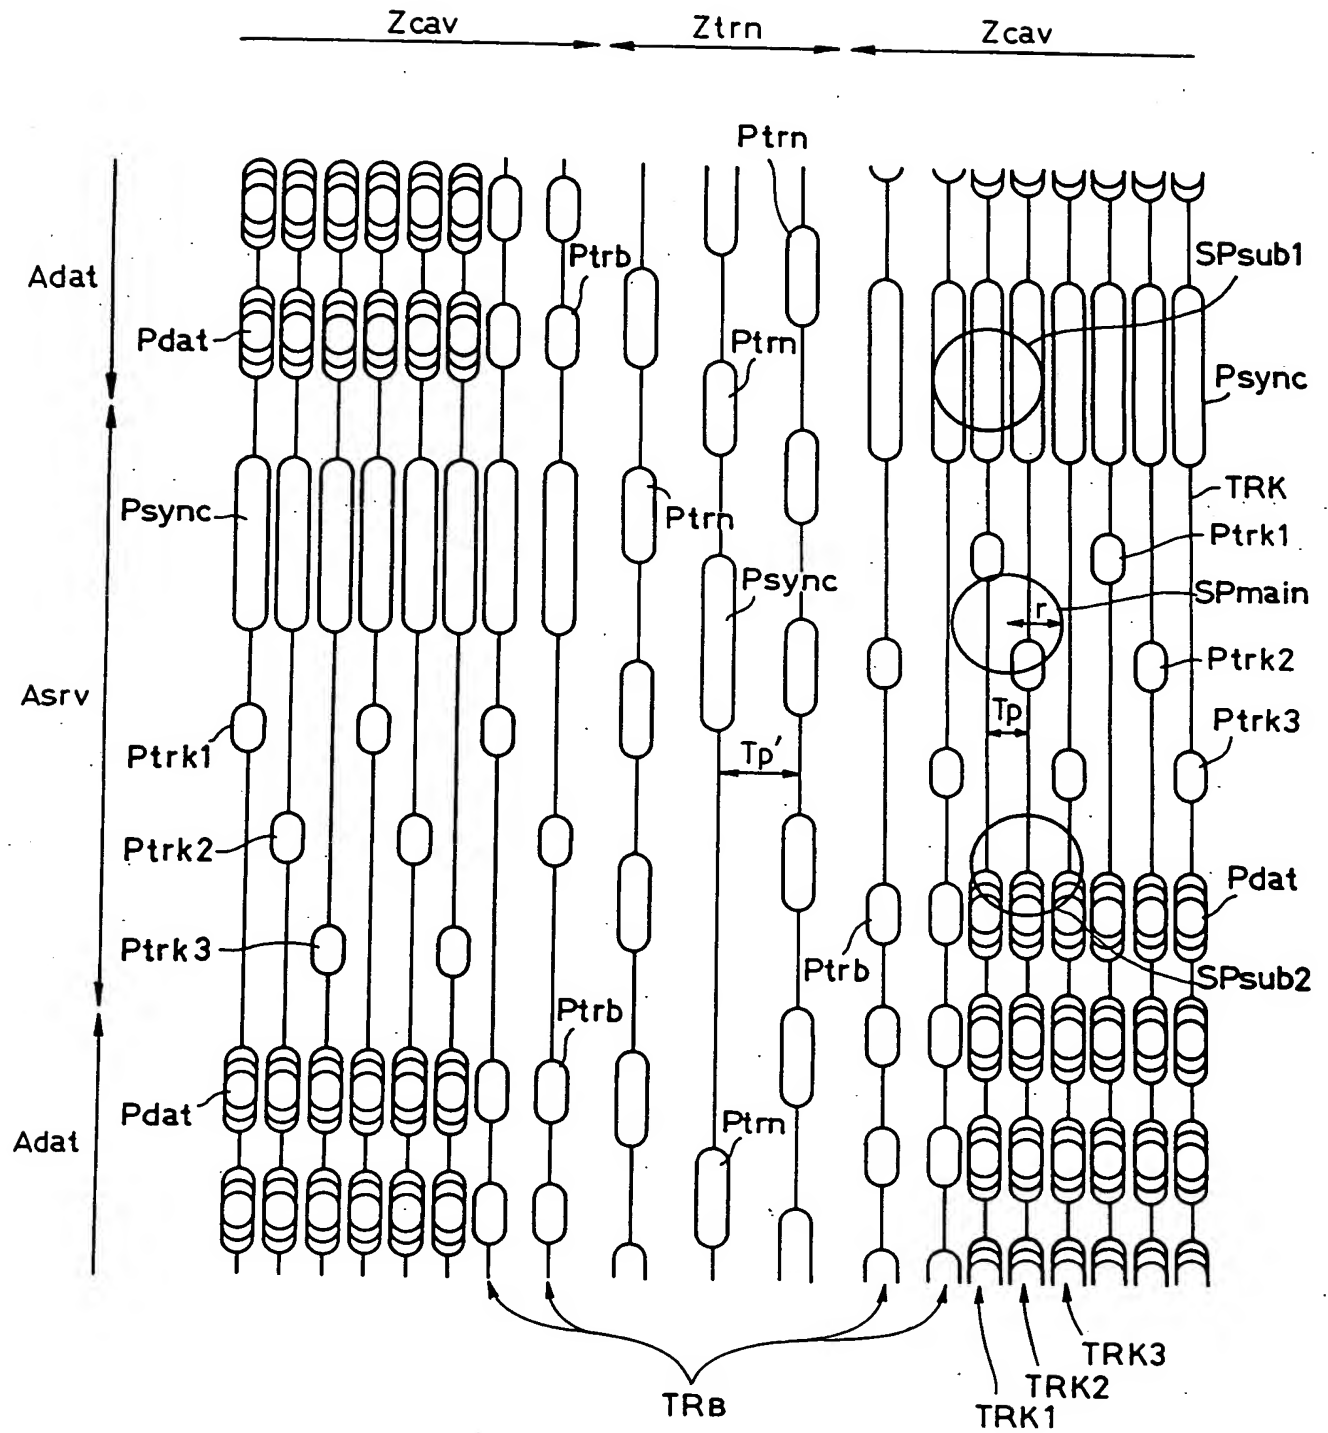 Zcav Ztrn Zcav
Ptrn
SPsub1
Adat
Ptrb
Pdat
Ptrn
Psync
Psync
TRK
Ptrn
Ptrk1
Psync
SPmain
r
Ptrk2
Asrv
Tp
Ptrk3
Ptrk1
Tp'
Ptrk2
Pdat
Ptrk3
Ptrb
SPsub2
Ptrb
Pdat
Ptrn
Adat
TRK3
TRK2
TRB
TRK1